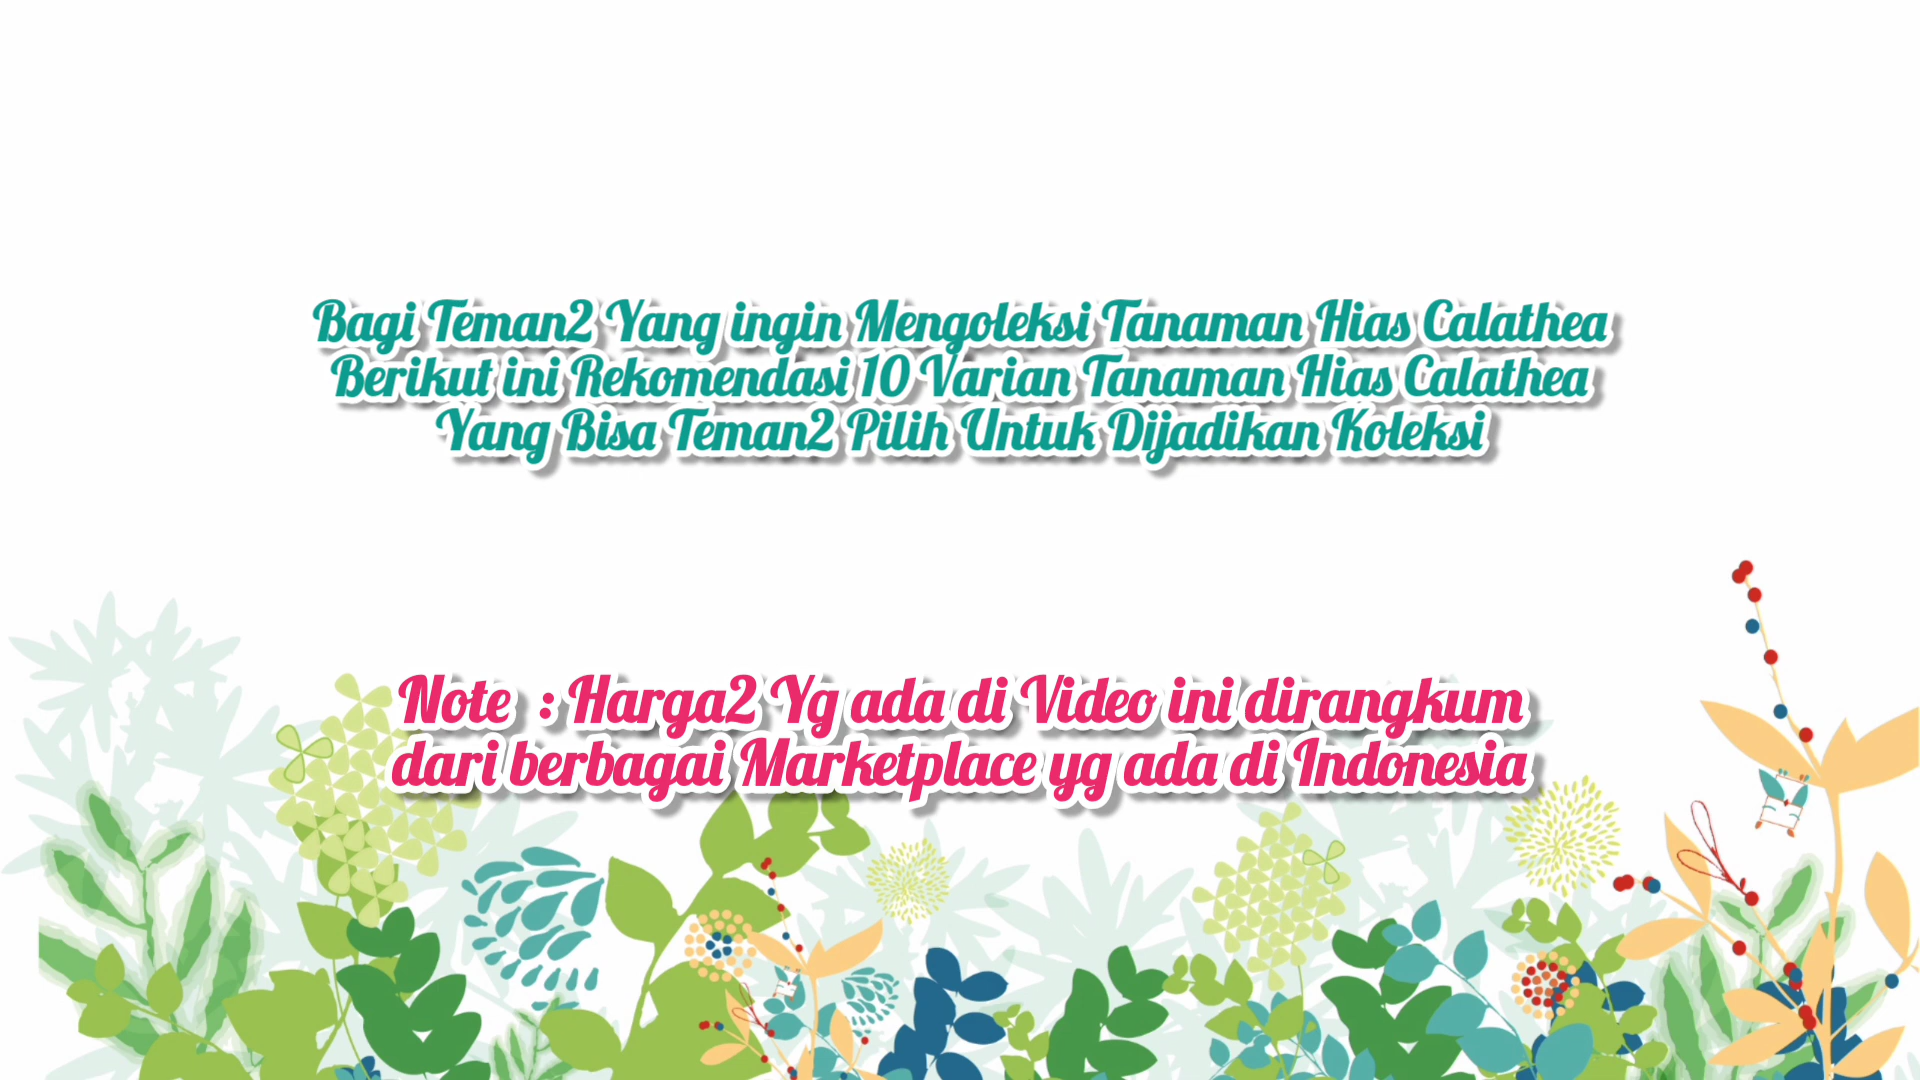 Bagi Teman2 Yang ingin Mengoleksi Tanaman Hias Calathea
Berikut ini Rekomendasi 10 Varian Tanaman Hias Calathea
Yang Bisa Teman2 Pilih Untuk Dijadikan Koleksi
Note : Harga2 Yg ada di Video ini dirangkum
dari berbagai Marketplace yg ada di Indonesia